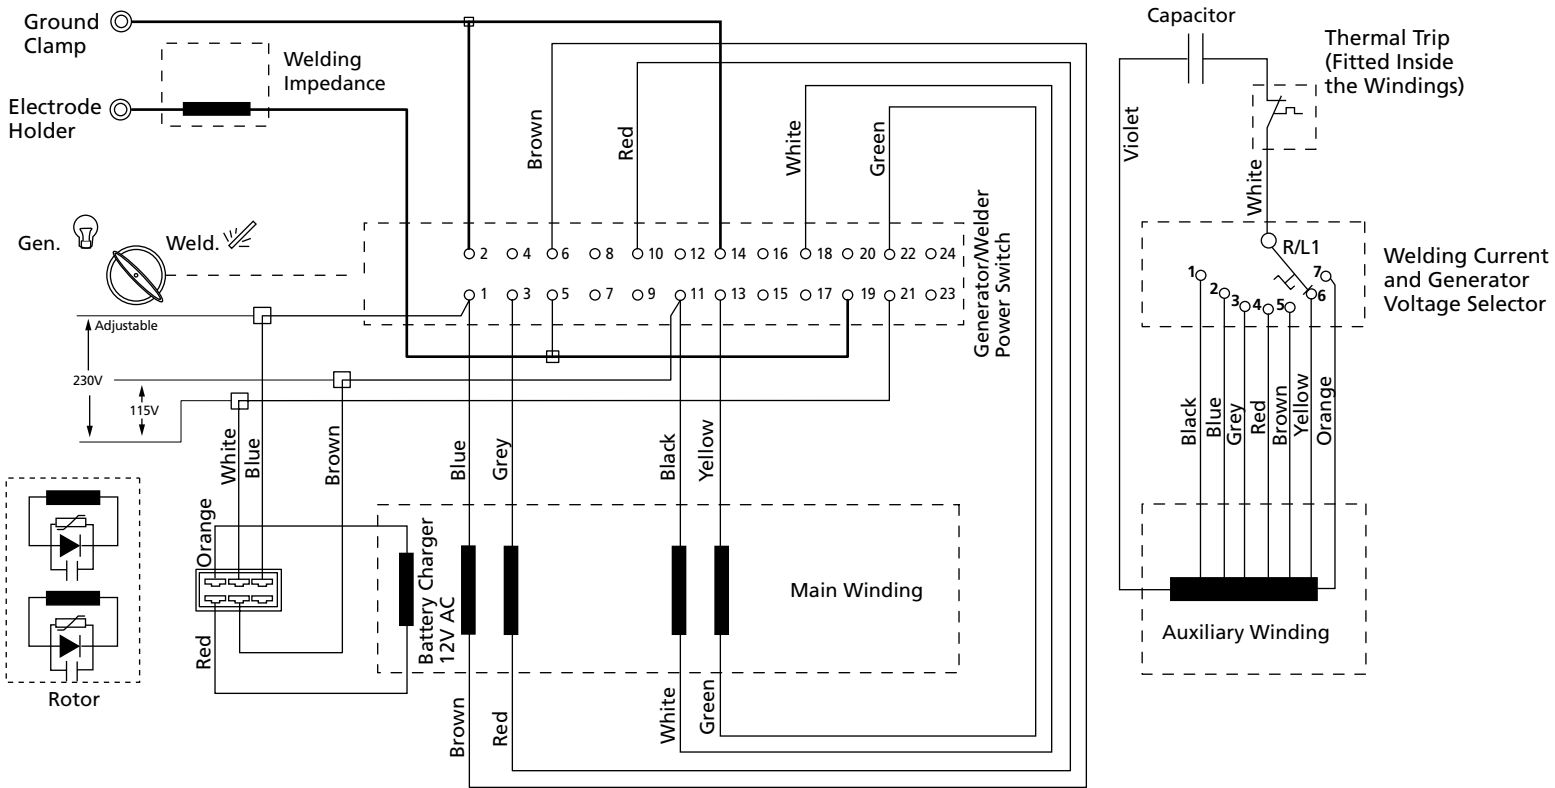 Ground
Clamp
Welding
Impedance
Electrode
Holder
Brown
Red
White
Green
Gen.
Weld.
2 4 6 8 10 12 14 16 18 20 22 24
1 3 5 7 9 11 13 15 17 19 21 23
Generator/Welder
Power Switch
Adjustable
230V
115V
White
Blue
Brown
Blue
Grey
Black
Yellow
Orange
Red
Battery Charger
12V AC
Main Winding
Brown
Red
White
Green
Rotor
Capacitor
Thermal Trip
(Fitted Inside
the Windings)
Violet
White
R/L1
1 2 3 4 5 6 7
Welding Current
and Generator
Voltage Selector
Black
Blue
Grey
Red
Brown
Yellow
Orange
Auxiliary Winding